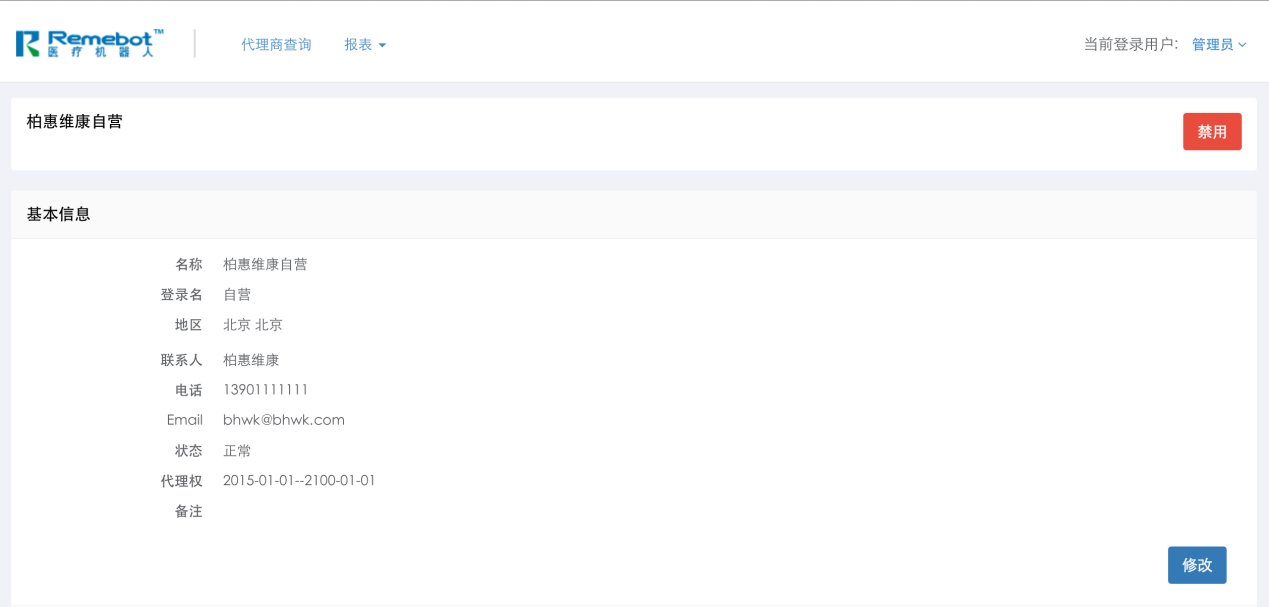 Remebot™
医疗机器人
代理商查询 报表 当前登录用户: 管理员
柏惠维康自营 禁用
基本信息
名称 柏惠维康自营
登录名 自营
地区 北京 北京
联系人 柏惠维康
电话 13901111111
Email bhwk@bhwk.com
状态 正常
代理权 2015-01-01--2100-01-01
备注
修改